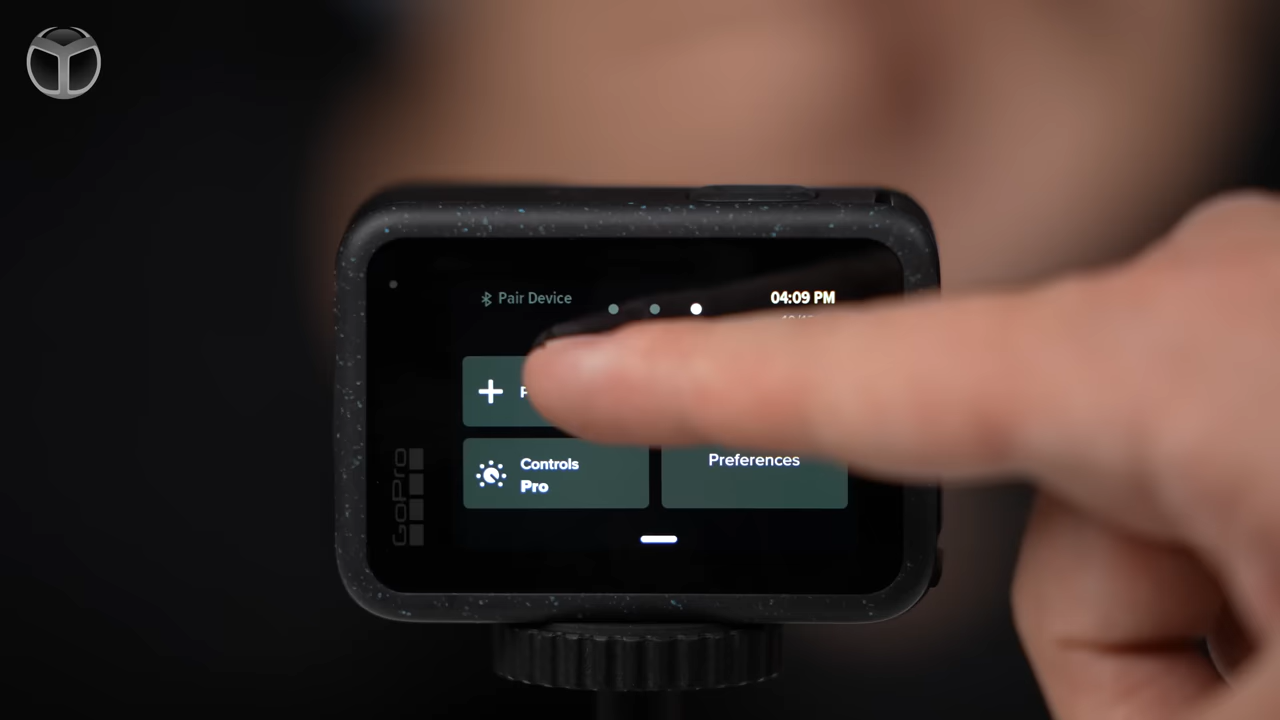 Pair Device
04:09 PM
Controls
Pro
Preferences
GoPro